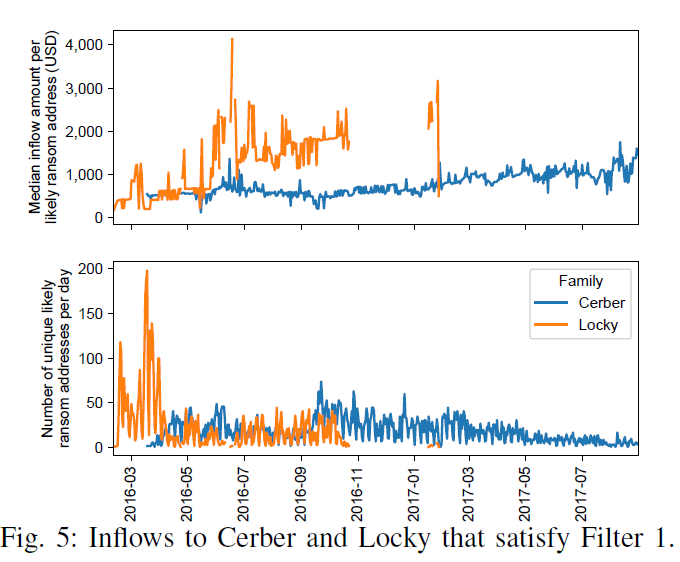 Median inflow amount per
likely ransom address (USD)
4,000
3,000
2,000
1,000
0
Number of unique likely
ransom addresses per day
200
150
100
50
0
Family
Cerber
Locky
2016-03
2016-05
2016-07
2016-09
2016-11
2017-01
2017-03
2017-05
2017-07
Fig. 5: Inflows to Cerber and Locky that satisfy Filter 1.